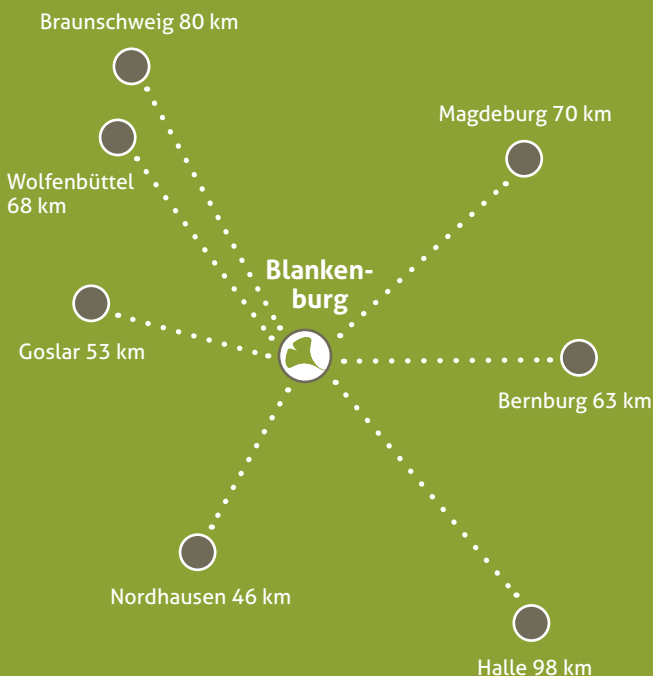 Braunschweig 80 km
Magdeburg 70 km
Wolfenbüttel
68 km
Blanken-
burg
Goslar 53 km
Bernburg 63 km
Nordhausen 46 km
Halle 98 km